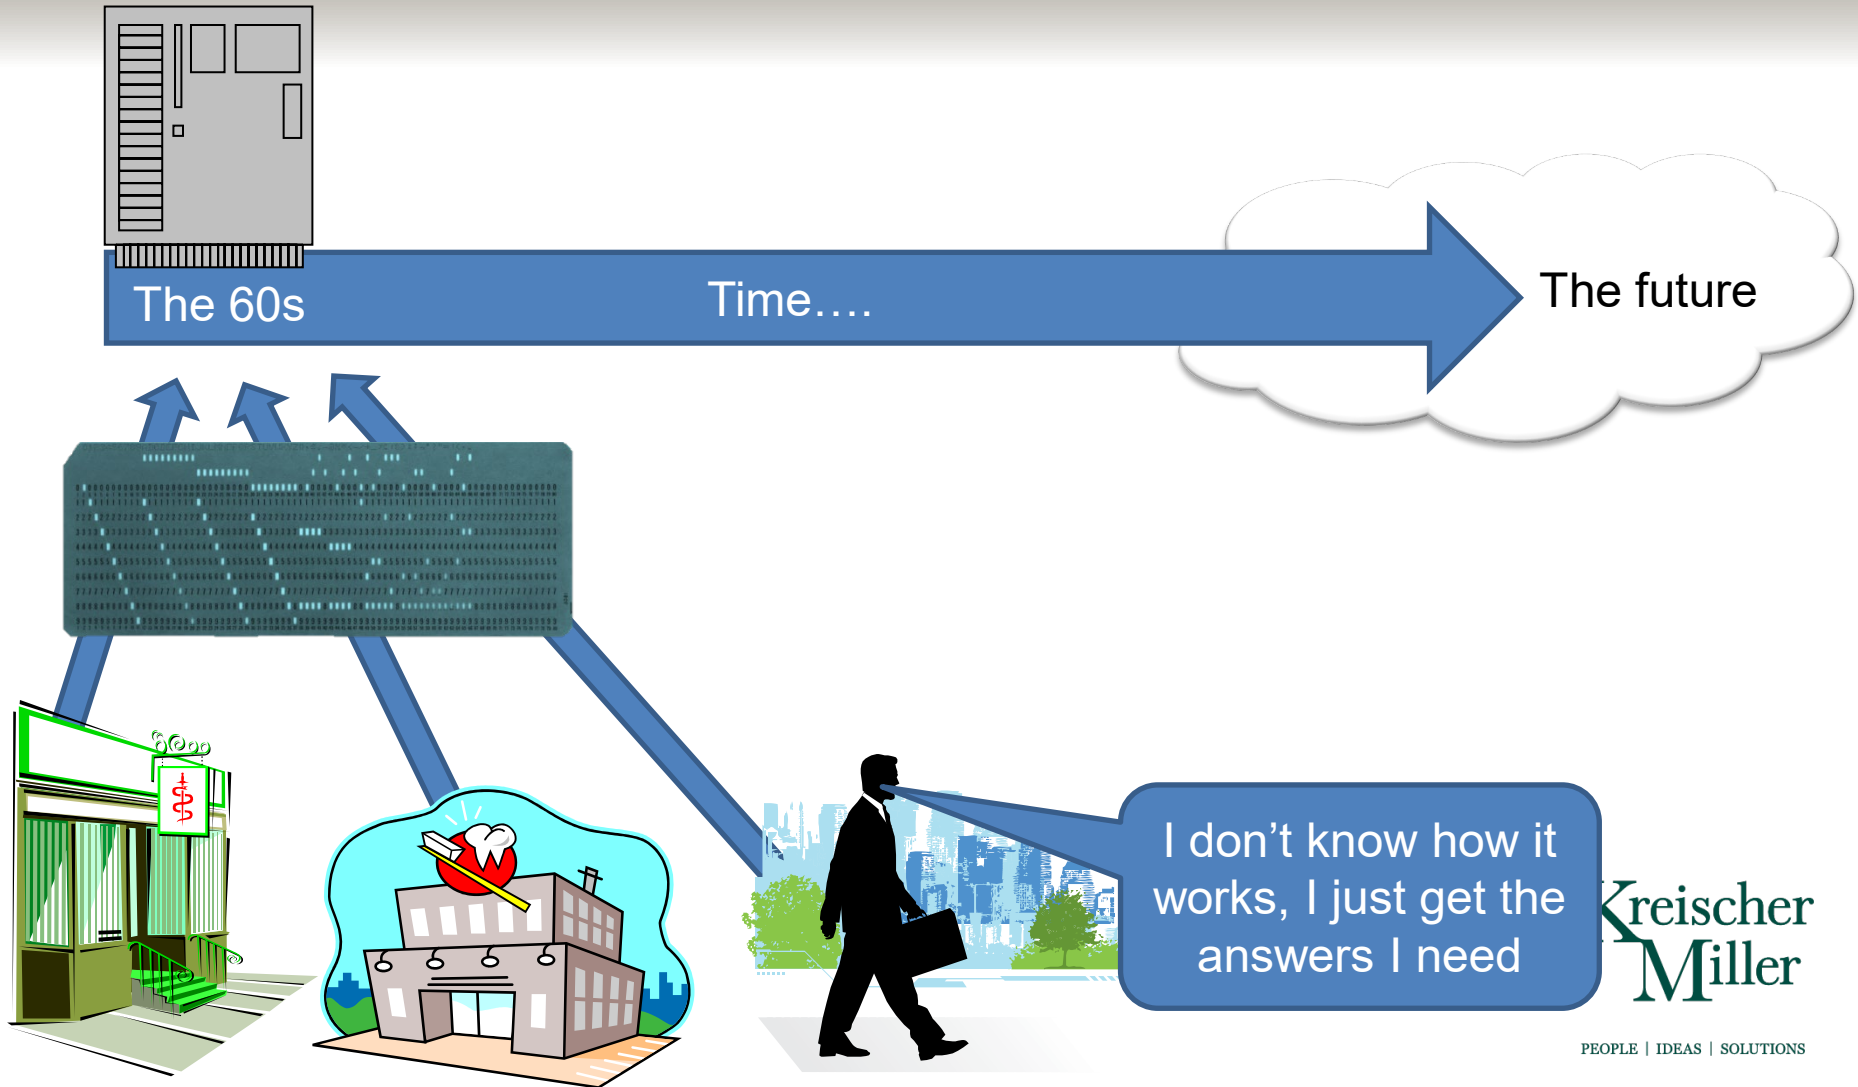 The 60s
Time....
The future
I don’t know how it
works, I just get the
answers I need
Kreischer
Miller
PEOPLE | IDEAS | SOLUTIONS